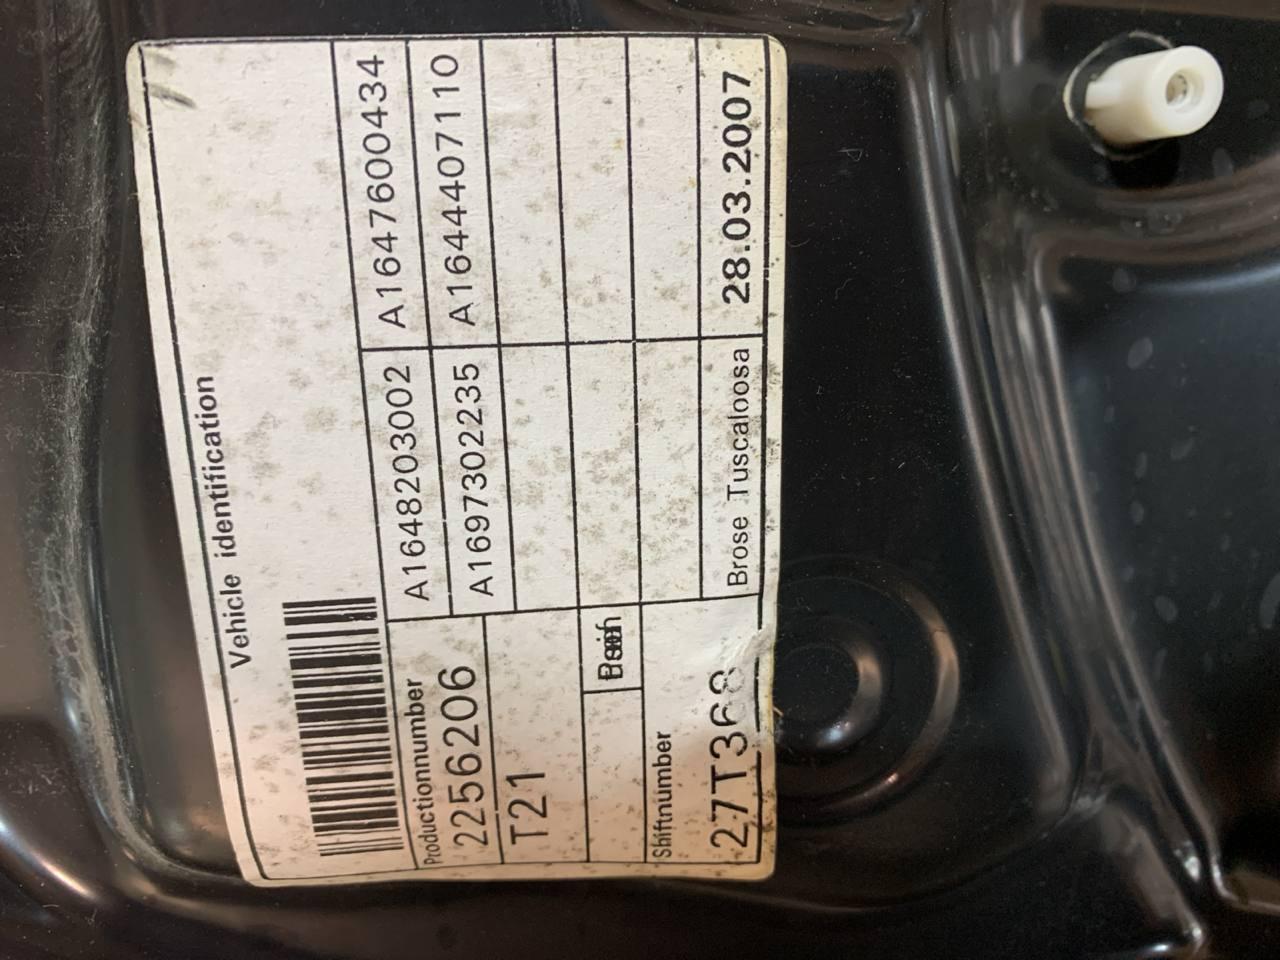 Vehicle identification
A1648203002 A1647600434
Productionnumber
2256206
A1697302235 A1644407110
T21
Shiftnumber
Brose Tuscaloosa 28.03.2007